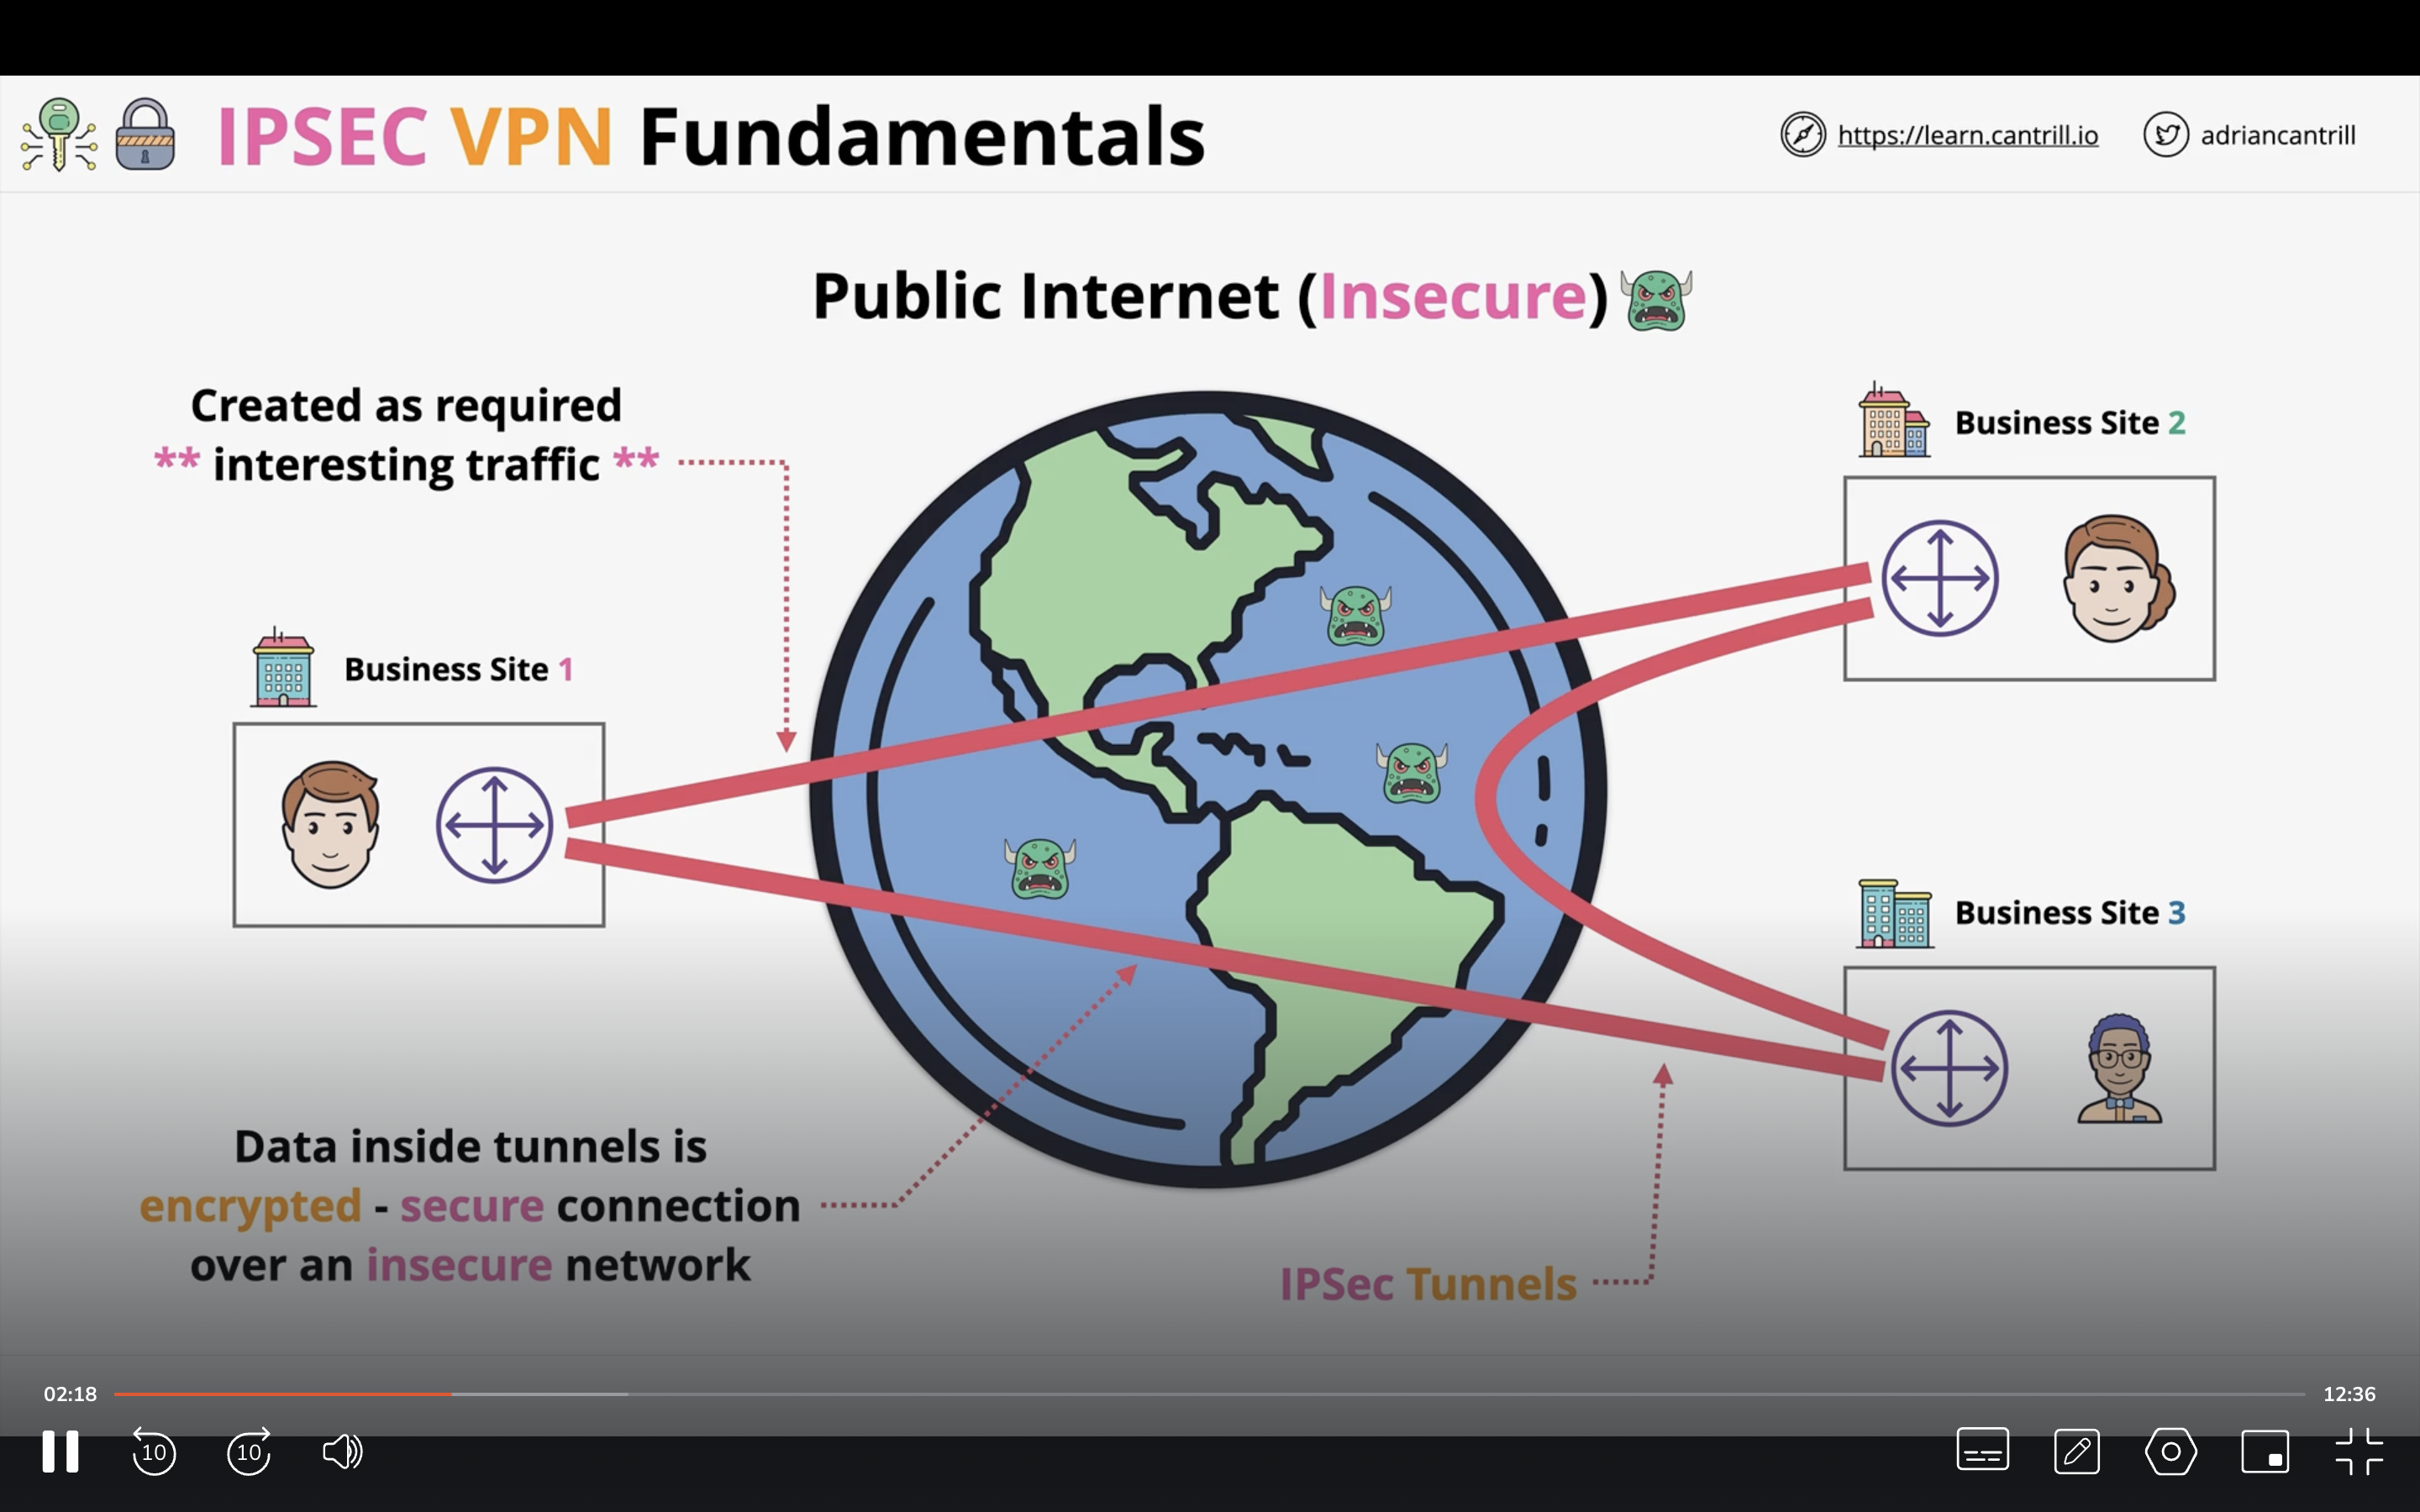 IPSEC VPN Fundamentals
https://learn.cantrill.io
adriancantrill
Public Internet (Insecure)
Created as required
** interesting traffic **
Business Site 2
Business Site 1
Business Site 3
Data inside tunnels is
encrypted - secure connection
over an insecure network
IPSec Tunnels
02:18
12:36
10
10